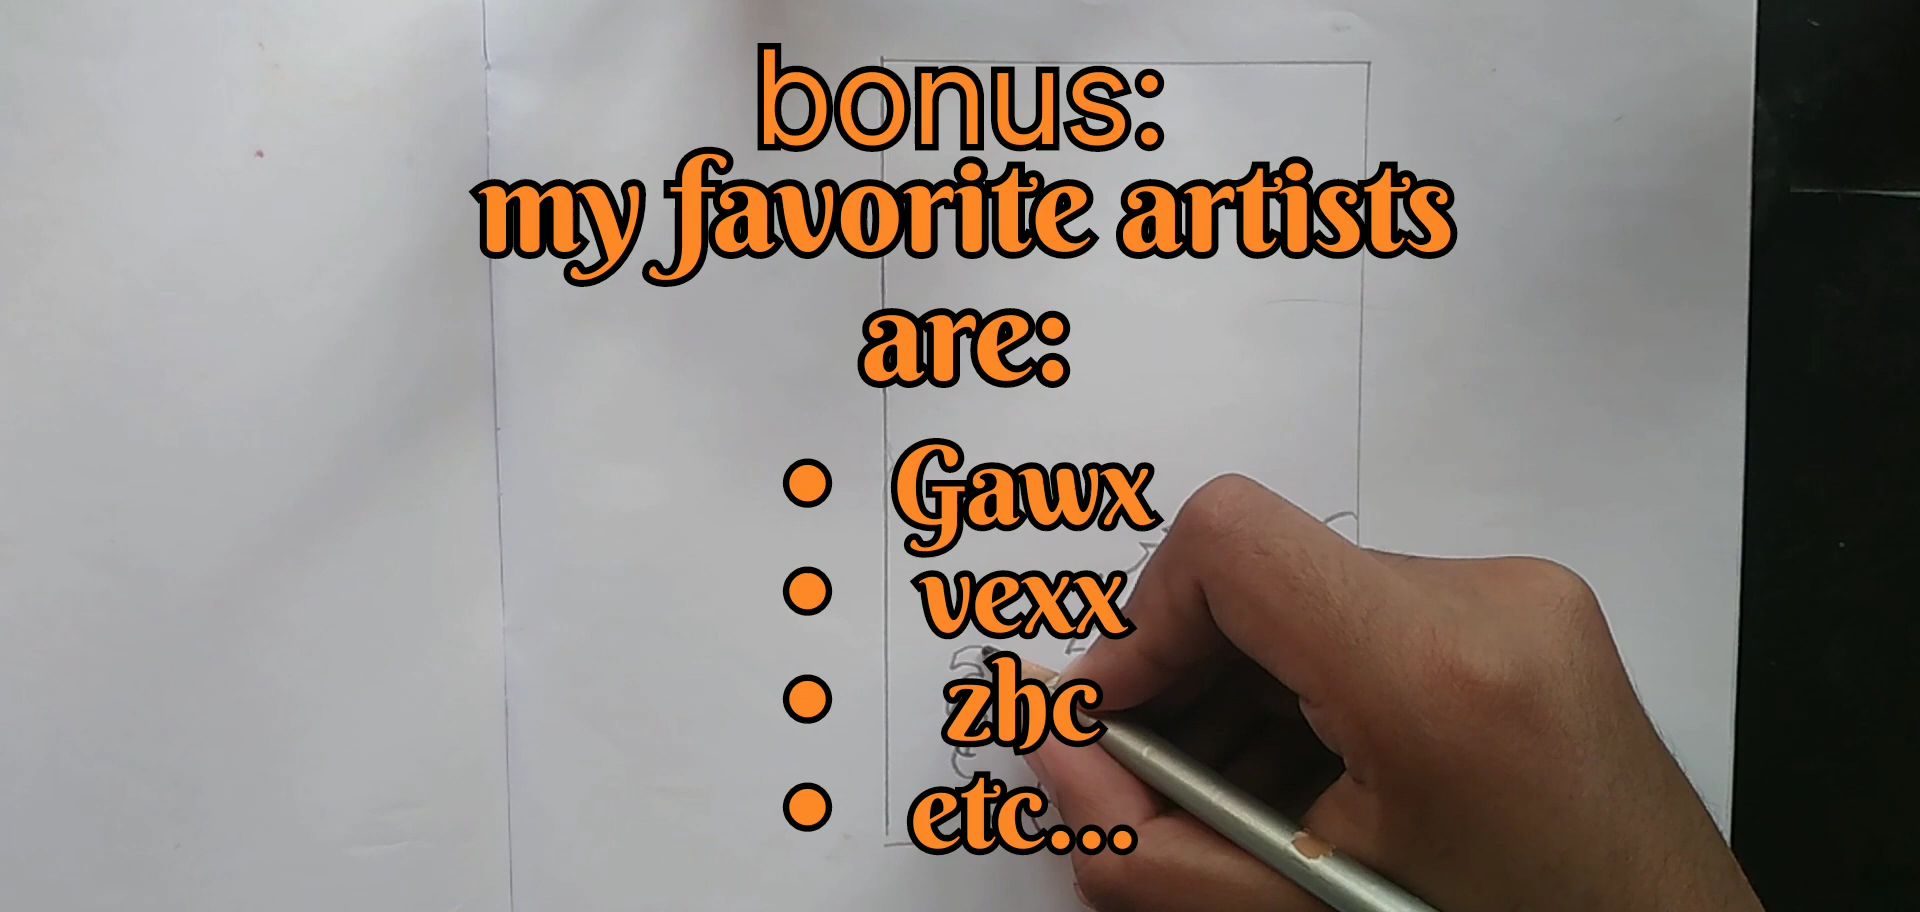 bonus:
my favorite artists
are:
• Gawx
• vexx
• zhc
• etc...